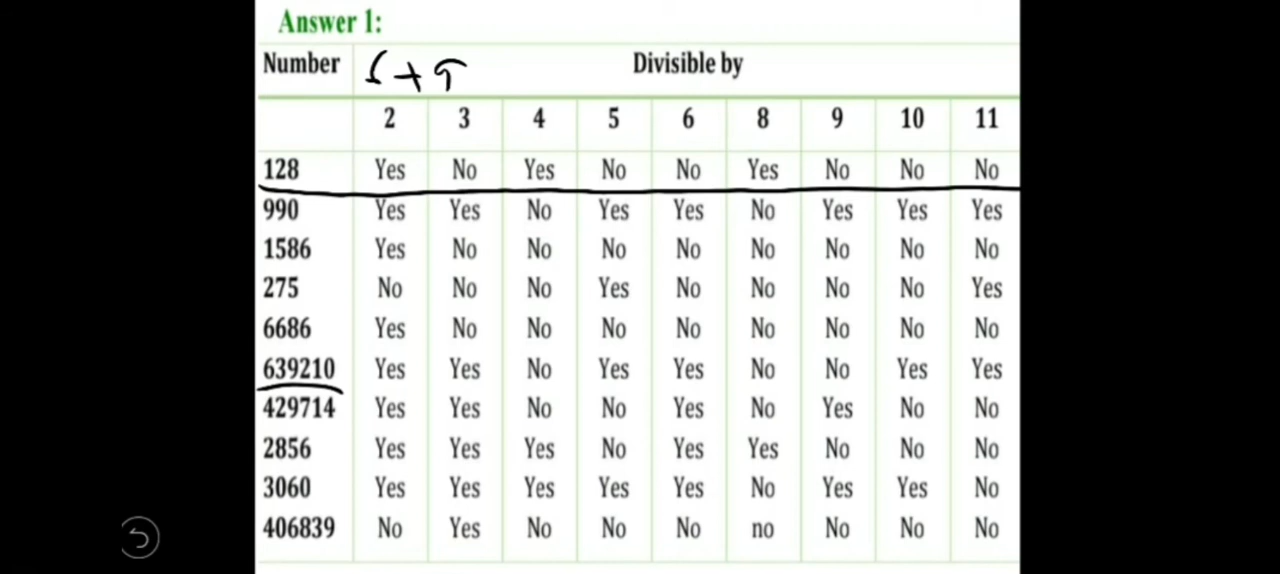 Answer 1:
Number Divisible by
2 3 4 5 6 8 9 10 11
128 Yes No Yes No No Yes No No No
990 Yes Yes No Yes Yes No Yes Yes Yes
1586 Yes No No No No No No No No
275 No No No Yes No No No No Yes
6686 Yes No No No No No No No No
639210 Yes Yes No Yes Yes No No Yes Yes
429714 Yes Yes No No Yes No Yes No No
2856 Yes Yes Yes No Yes Yes No No No
3060 Yes Yes Yes Yes Yes No Yes Yes No
406839 No Yes No No No no No No No